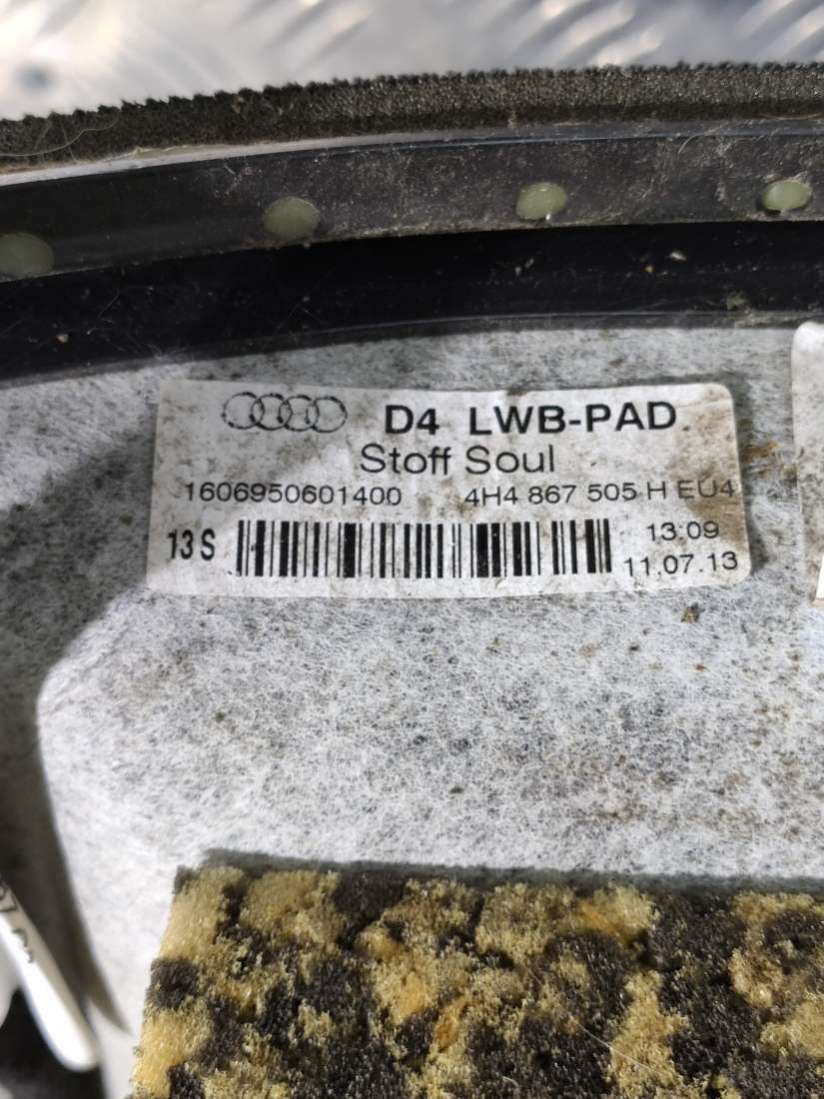 D4 LWB-PAD
Stoff Soul
1606950601400 4H4 867 505 H EU4
13 S
13:09
11.07.13